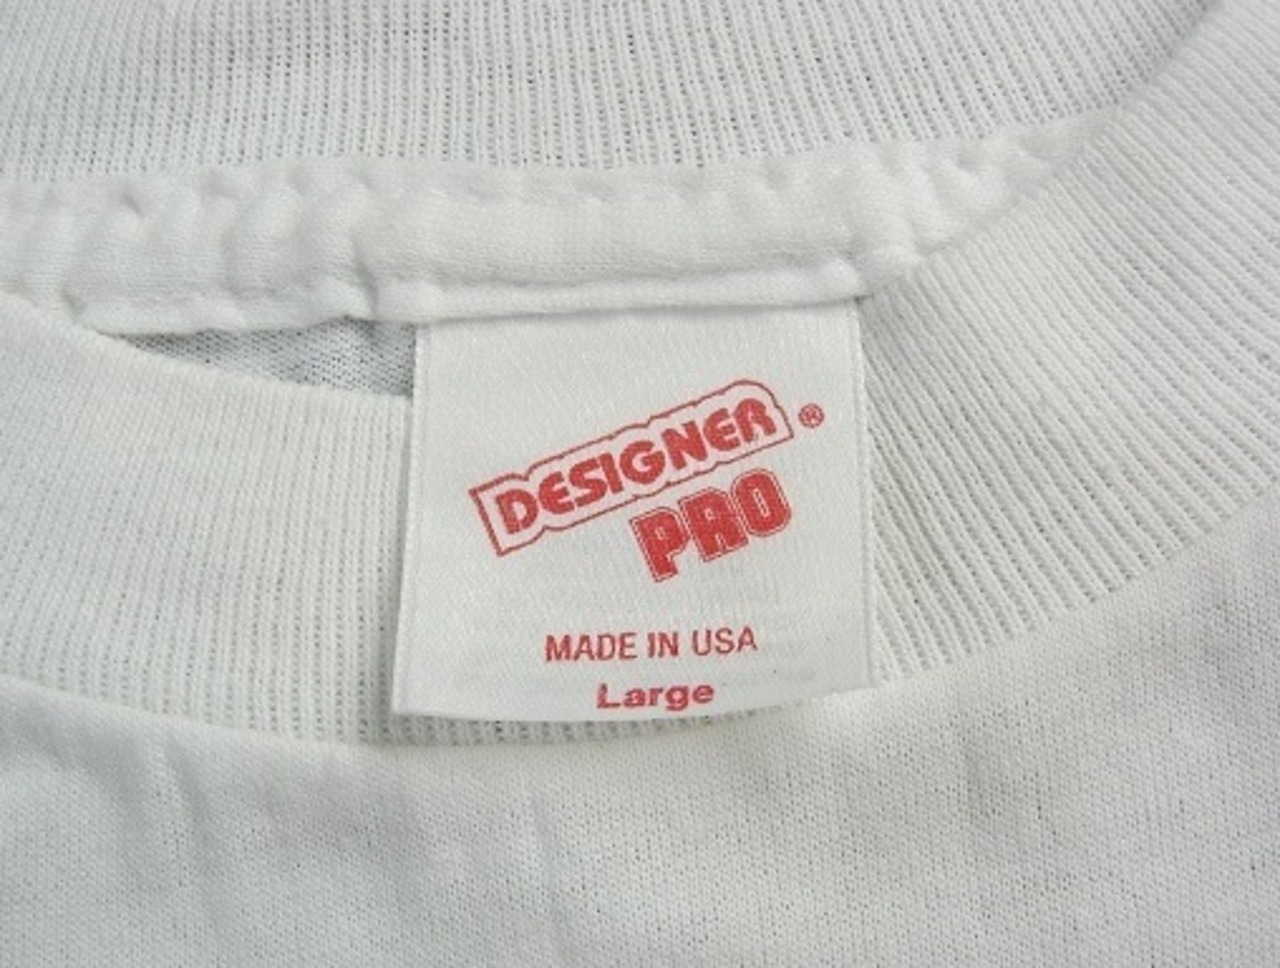 DESIGNER ®
PRO
MADE IN USA
Large